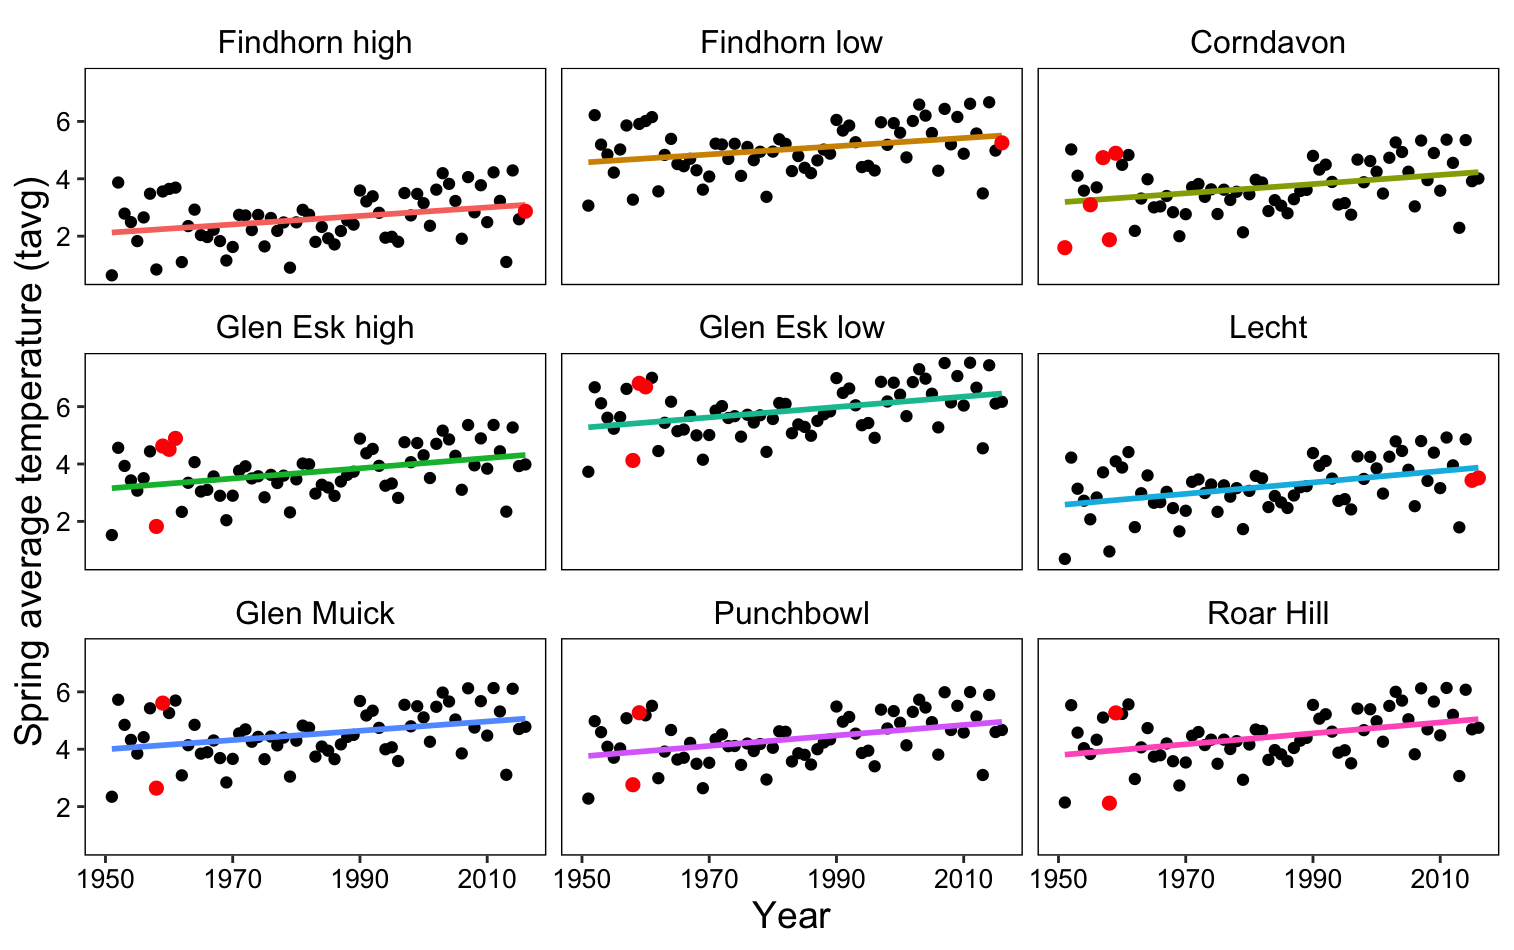 Findhorn high
Findhorn low
Corndavon
6
4
2
Glen Esk high
Glen Esk low
Lecht
6
4
2
Glen Muick
Punchbowl
Roar Hill
6
4
2
1950 1970 1990 2010
1950 1970 1990 2010
1950 1970 1990 2010
Year
Spring average temperature (tavg)